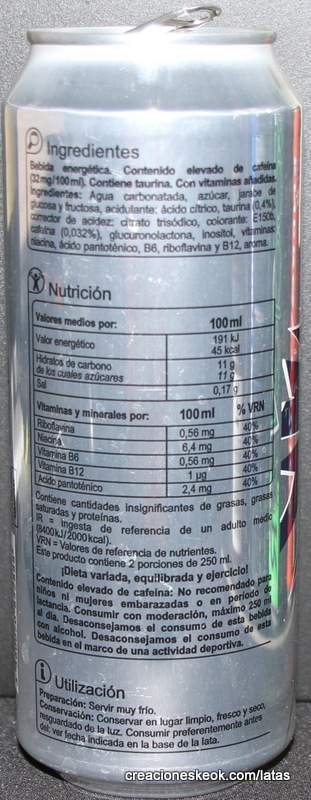 Ingredientes
Bebida energética. Contenido elevado de cafeína
(32 mg/100 ml). Contiene taurina. Con vitaminas añadidas.
Ingredientes: Agua carbonatada, azúcar, jarabe de
glucosa y fructosa, acidulante: ácido cítrico, taurina (0,4%),
corrector de acidez: citrato trisódico, colorante: E150b,
cafeína (0,032%), glucuronolactona, inositol, vitaminas:
niacina, ácido pantoténico, B6, riboflavina y B12, aroma.
Nutrición
Valores medios por: 100 ml
Valor energético 191 kJ
45 kcal
Hidratos de carbono 11 g
de los cuales azúcares 11 g
Sal 0,17 g
Vitaminas y minerales por: 100 ml % VRN
Riboflavina 0,56 mg 40%
Niacina 6,4 mg 40%
Vitamina B6 0,56 mg 40%
Vitamina B12 1 µg 40%
Ácido pantoténico 2,4 mg 40%
Contiene cantidades insignificantes de grasas, grasas
saturadas y proteínas.
IR = Ingesta de referencia de un adulto medio
(8400 kJ/2000 kcal).
VRN = Valores de referencia de nutrientes.
Este producto contiene 2 porciones de 250 ml.
¡Dieta variada, equilibrada y ejercicio!
Contenido elevado de cafeína: No recomendado para
niños ni mujeres embarazadas o en periodo de
lactancia. Consumir con moderación, máximo 250 ml
al día. Desaconsejamos el consumo de esta bebida
con alcohol. Desaconsejamos el consumo de esta
bebida en el marco de una actividad deportiva.
Utilización
Preparación: Servir muy frío.
Conservación: Conservar en lugar limpio, fresco y seco,
resguardado de la luz. Consumir preferentemente antes
del: ver fecha indicada en la base de la lata.
creacioneskeok.com/latas